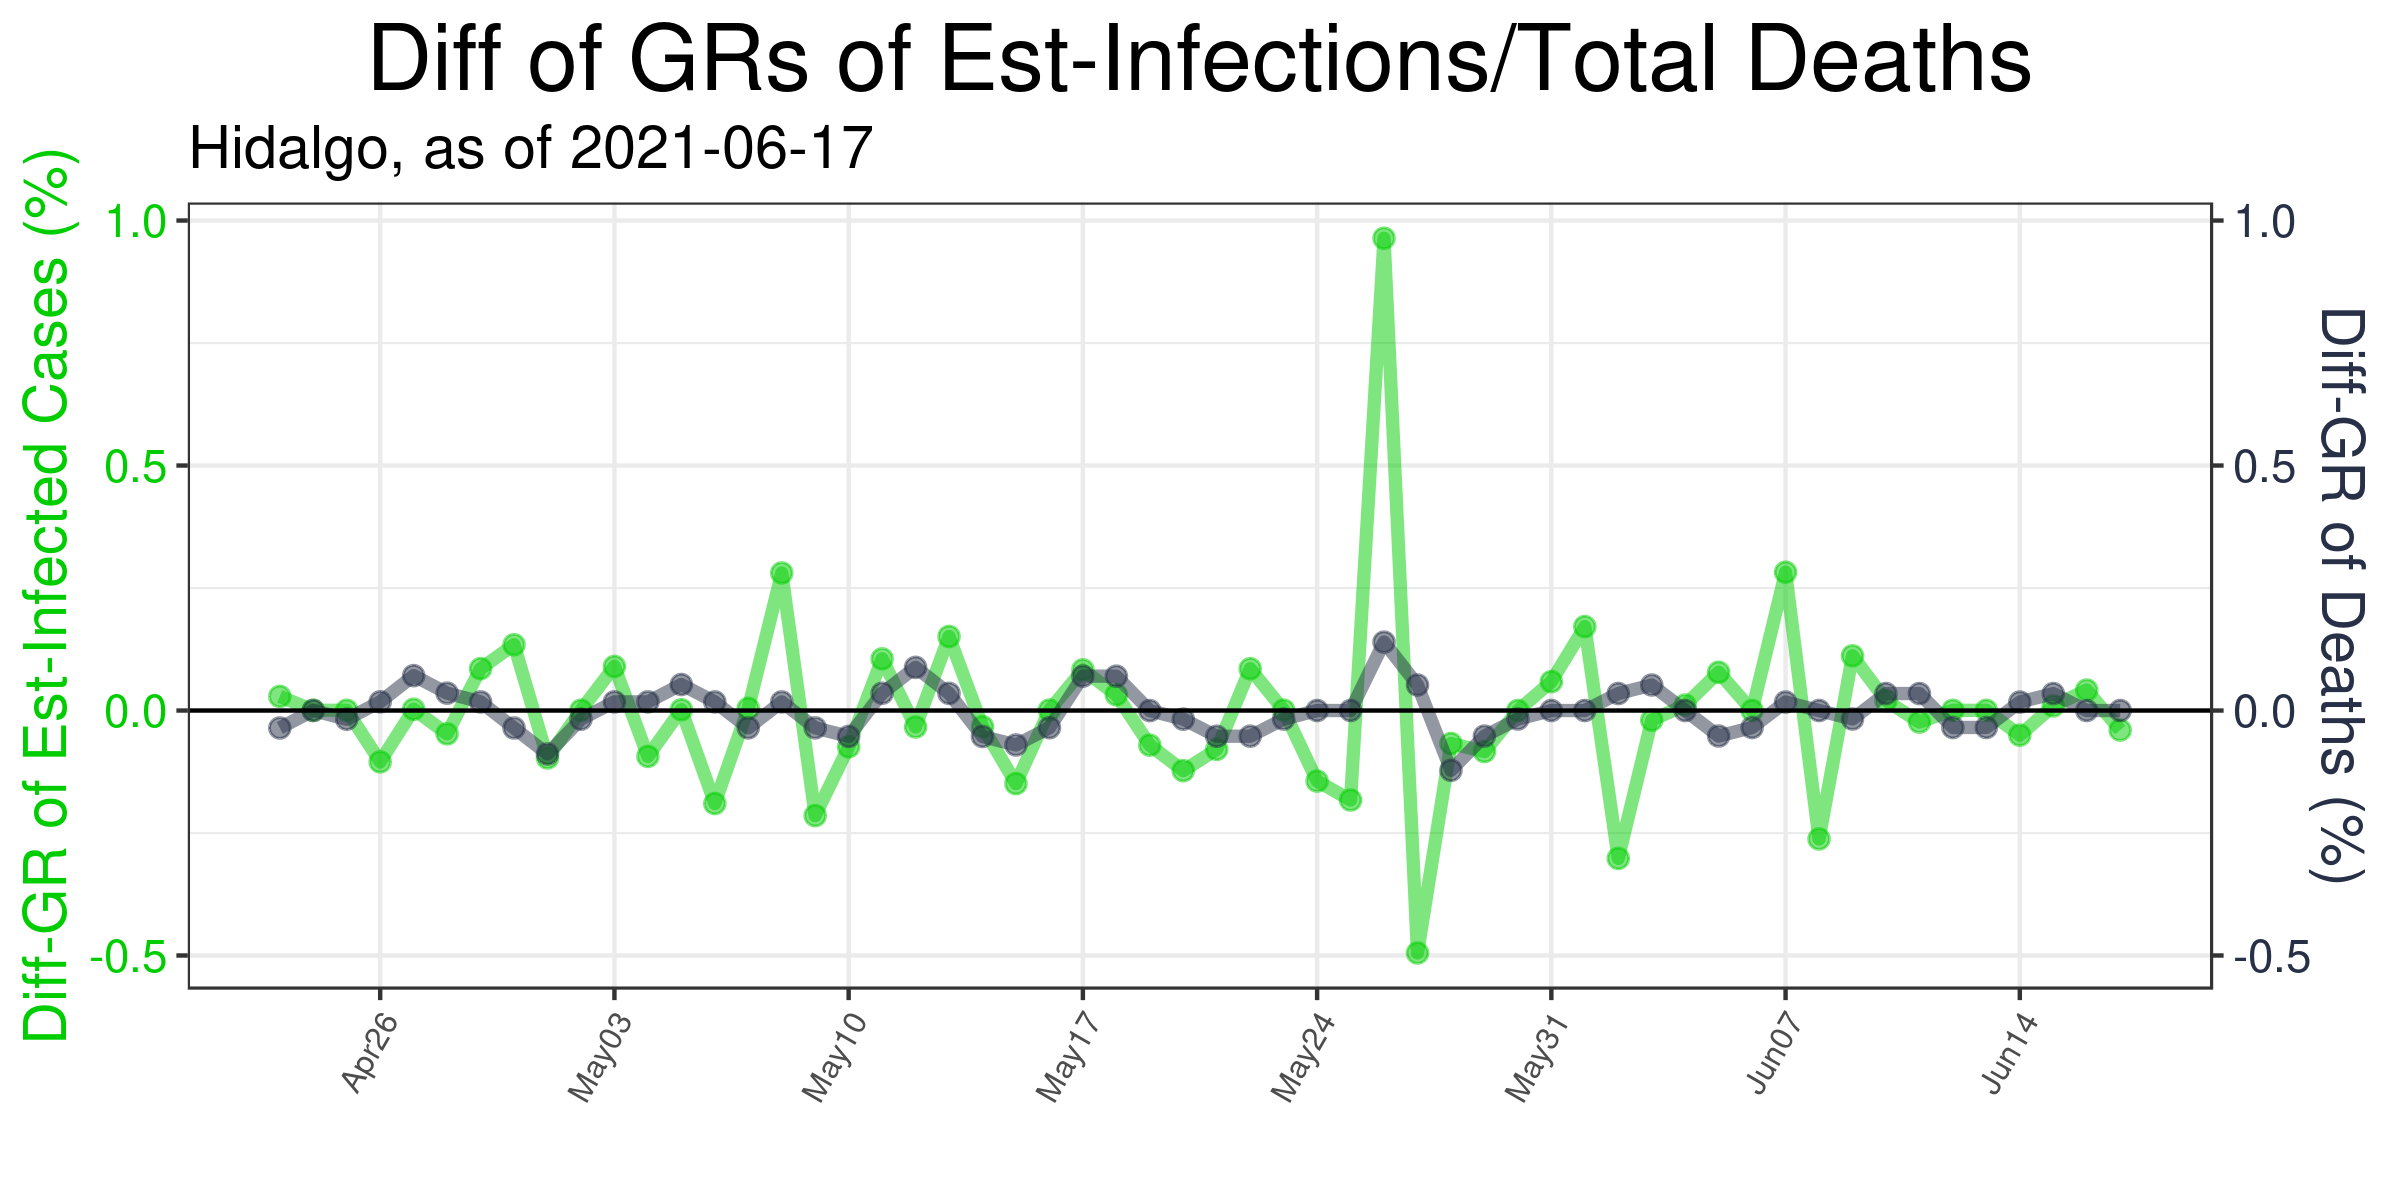 Diff of GRs of Est-Infections/Total Deaths
Hidalgo, as of 2021-06-17
Diff-GR of Est-Infected Cases (%)
1.0
0.5
0.0
-0.5
1.0
0.5
0.0
-0.5
Diff-GR of Deaths (%)
Apr26
May03
May10
May17
May24
May31
Jun07
Jun14